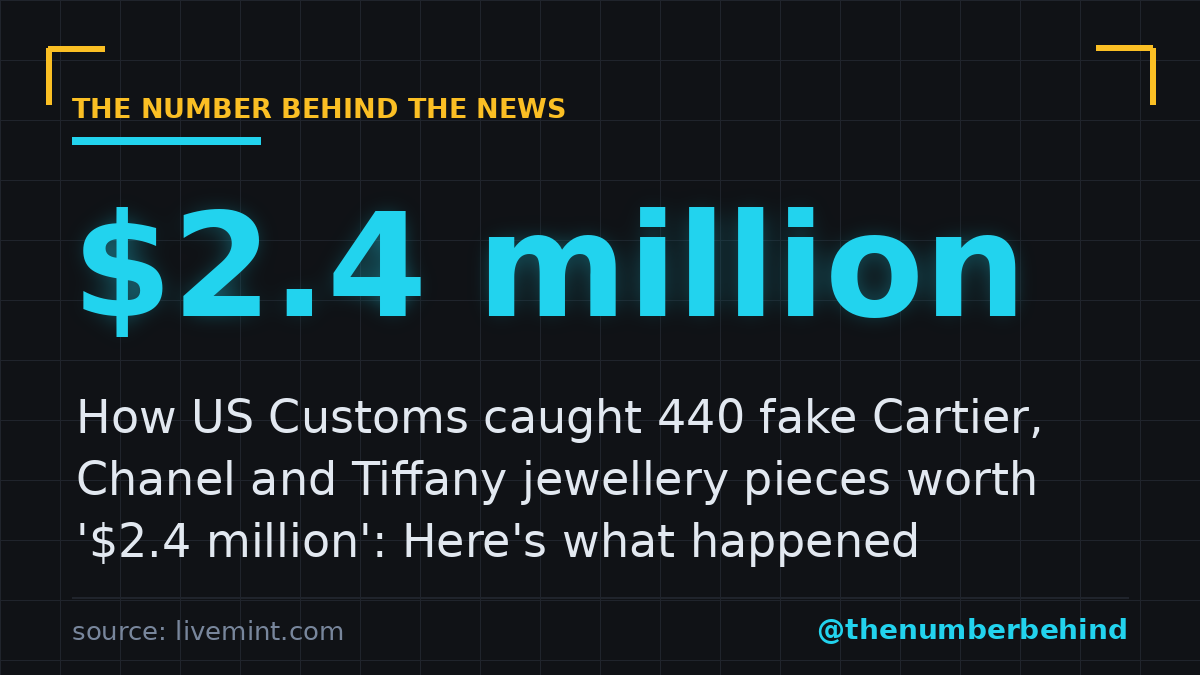 THE NUMBER BEHIND THE NEWS
$2.4 million
How US Customs caught 440 fake Cartier,
Chanel and Tiffany jewellery pieces worth
'$2.4 million': Here's what happened
source: livemint.com
@thenumberbehind